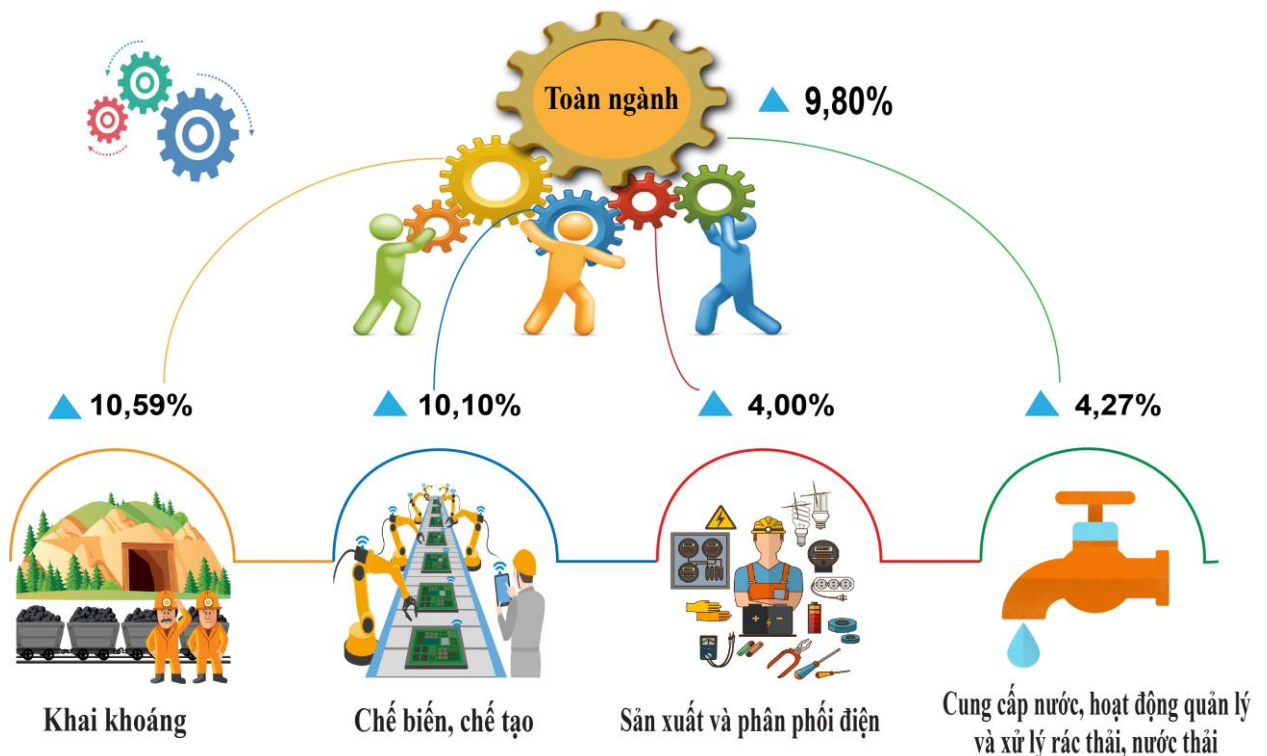 Toàn ngành
9,80%
10,59%
10,10%
4,00%
4,27%
Khai khoáng
Chế biến, chế tạo
Sản xuất và phân phối điện
Cung cấp nước, hoạt động quản lý
và xử lý rác thải, nước thải